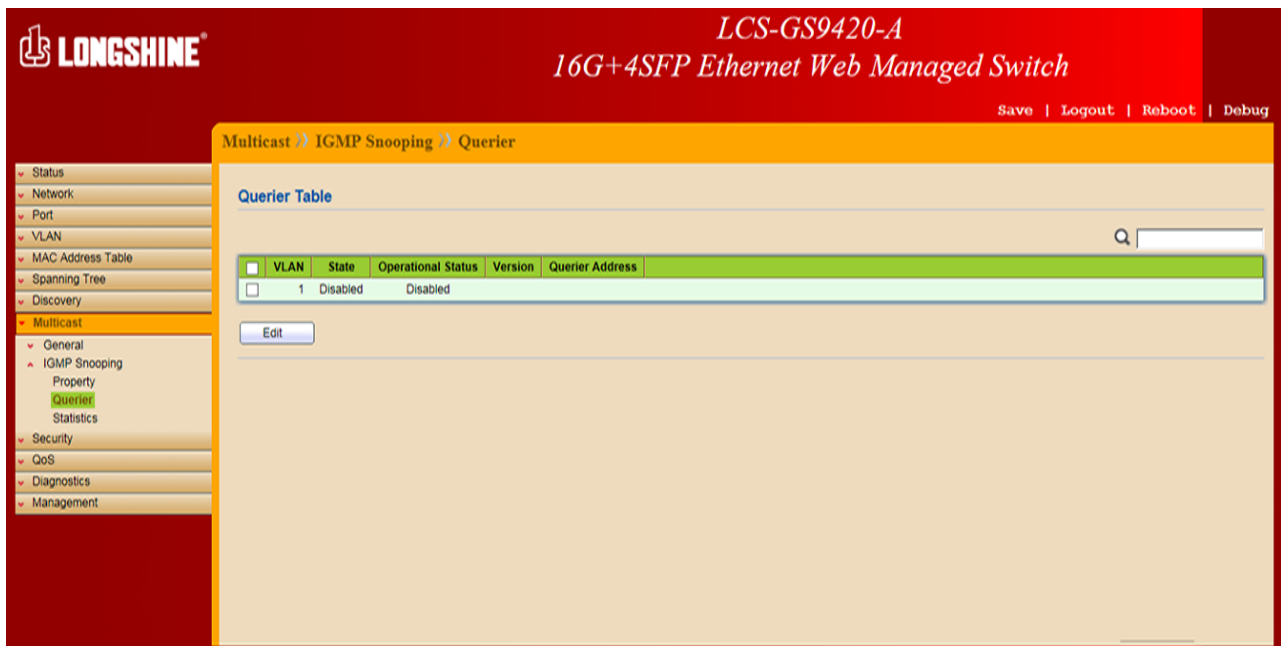 LONGSHINE®
LCS-GS9420-A
16G+4SFP Ethernet Web Managed Switch
Save | Logout | Reboot | Debug
Multicast 》 IGMP Snooping 》 Querier
Status
Network
Port
VLAN
MAC Address Table
Spanning Tree
Discovery
Multicast
General
IGMP Snooping
Property
Querier
Statistics
Security
QoS
Diagnostics
Management
Querier Table
VLAN State Operational Status Version Querier Address
1 Disabled Disabled
Edit